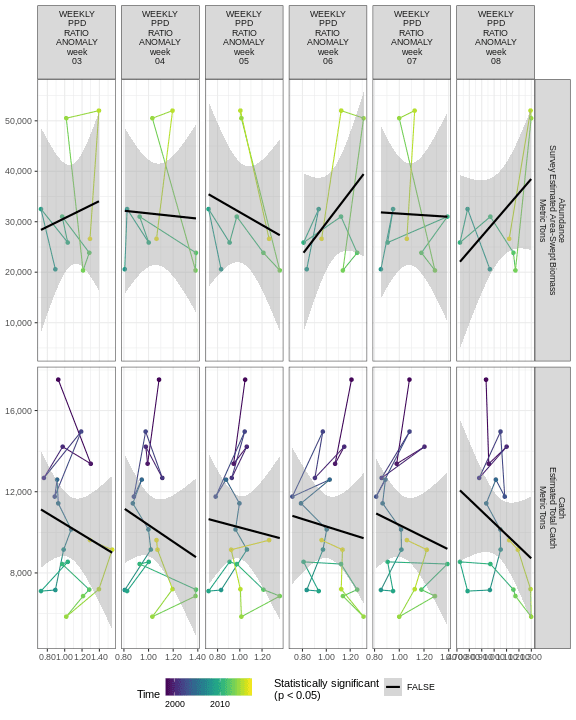 WEEKLY
PPD
RATIO
ANOMALY
week
03
WEEKLY
PPD
RATIO
ANOMALY
week
04
WEEKLY
PPD
RATIO
ANOMALY
week
05
WEEKLY
PPD
RATIO
ANOMALY
week
06
WEEKLY
PPD
RATIO
ANOMALY
week
07
WEEKLY
PPD
RATIO
ANOMALY
week
08
50,000
40,000
30,000
20,000
10,000
Abundance
Survey Estimated Area-Swept Biomass
Metric Tons
16,000
12,000
8,000
Catch
Estimated Total Catch
Metric Tons
0.80 1.00 1.20 1.40
0.80 1.00 1.20 1.40
0.80 1.00 1.20
0.80 1.00 1.20
0.80 1.00 1.20
Time
2000 2010
Statistically significant
(p < 0.05)
FALSE